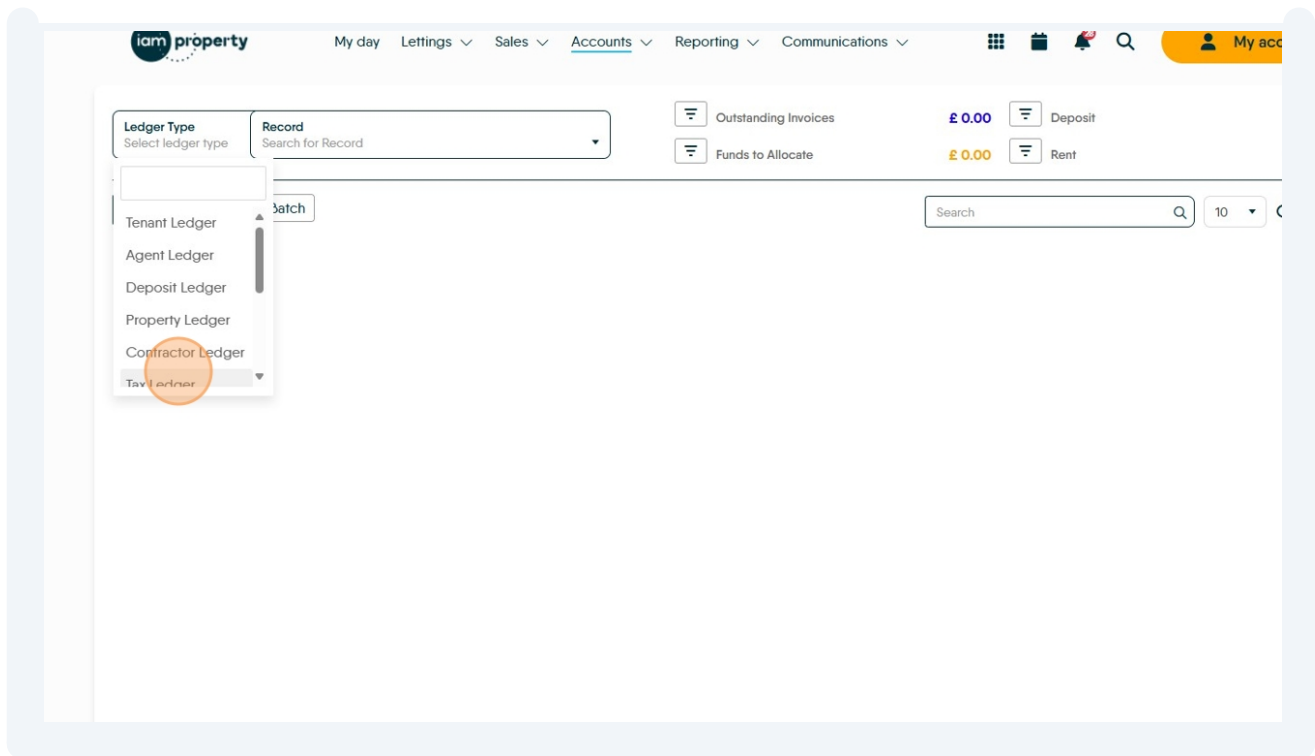 iam property My day Lettings Sales Accounts Reporting Communications My acc
Ledger Type Record
Select ledger type Search for Record
Outstanding Invoices £ 0.00 Deposit
Funds to Allocate £ 0.00 Rent
Batch Search 10
Tenant Ledger
Agent Ledger
Deposit Ledger
Property Ledger
Contractor Ledger
Tax Ledger